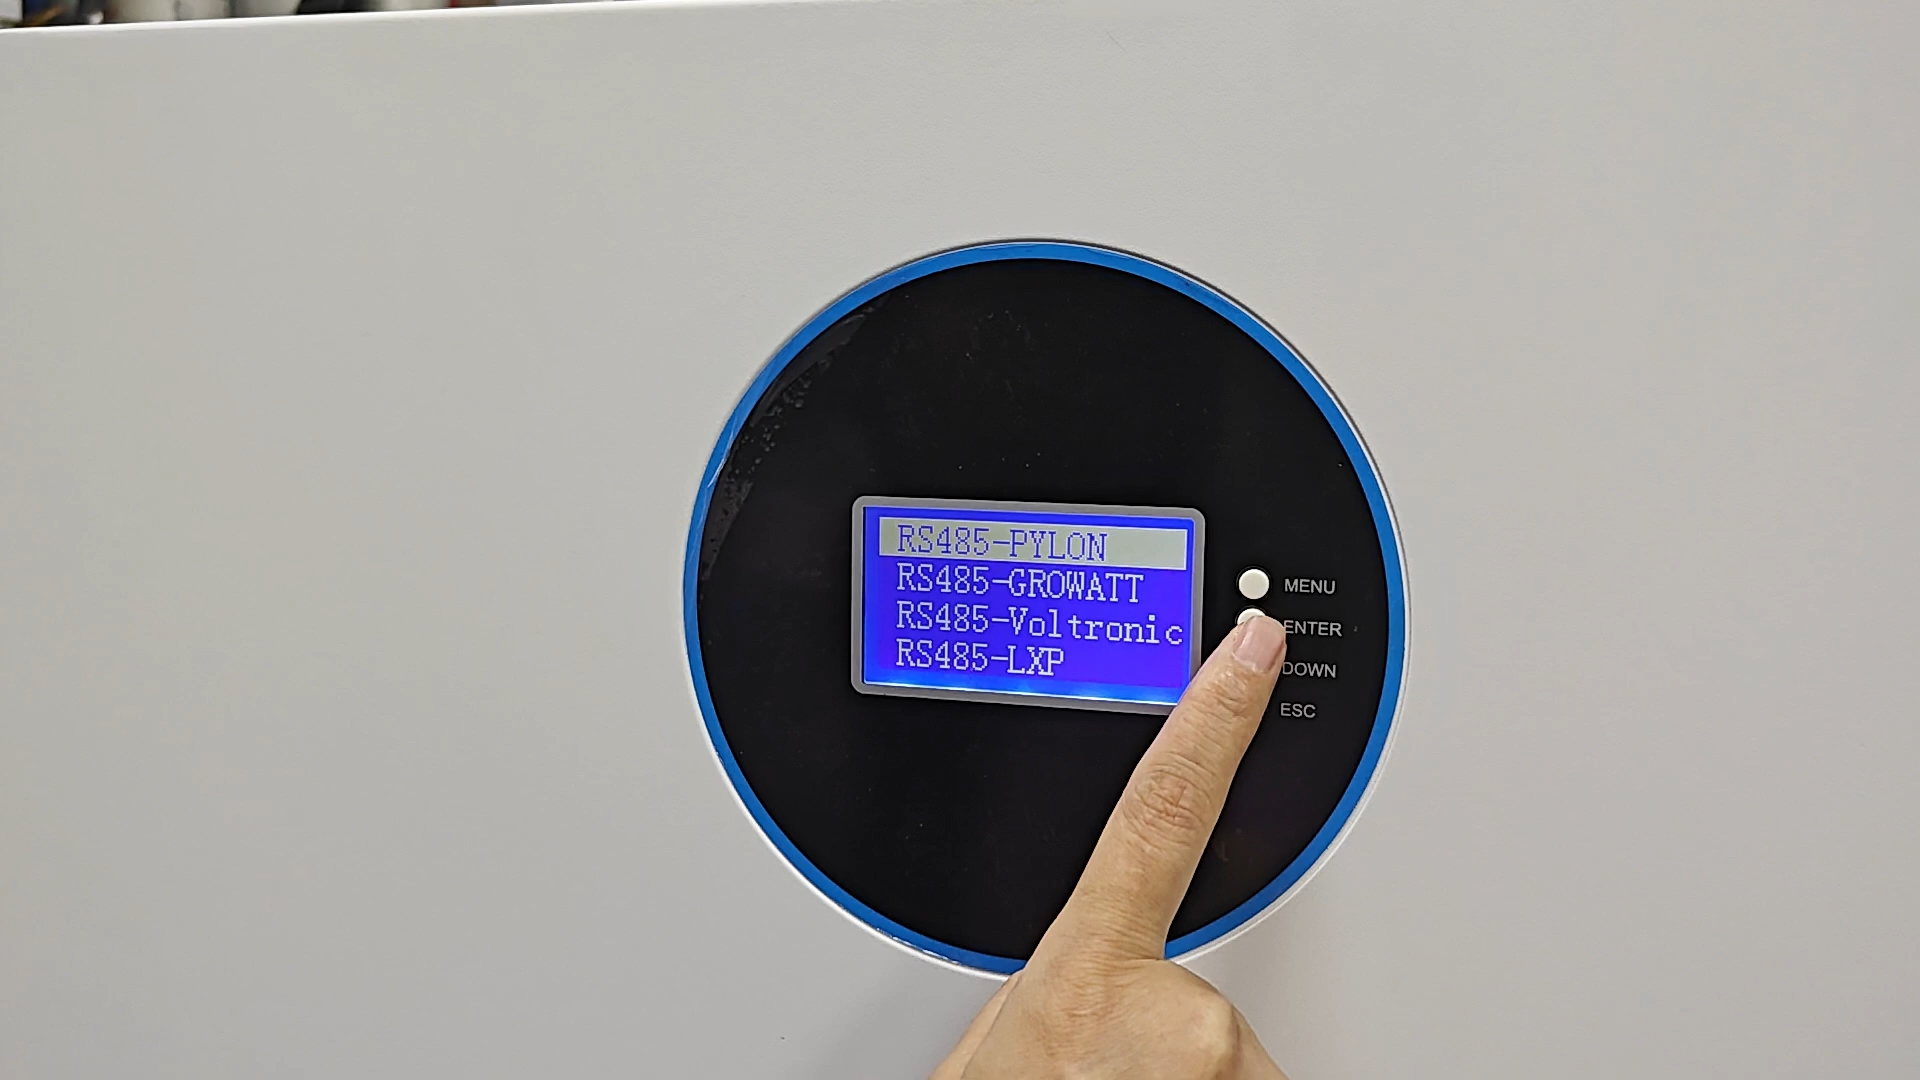 RS485-PYLON
RS485-GROWATT
RS485-Voltronic
RS485-LXP
MENU
ENTER
DOWN
ESC